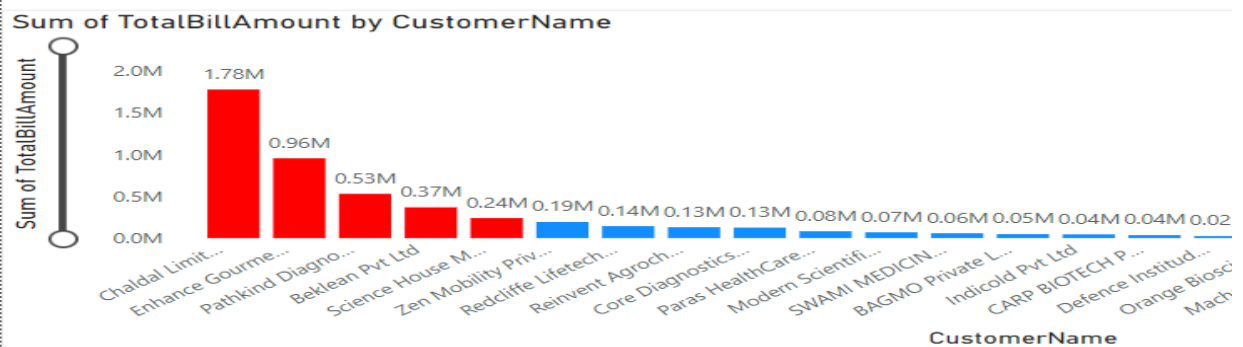 Sum of TotalBillAmount by CustomerName
Sum of TotalBillAmount
2.0M
1.5M
1.0M
0.5M
0.0M
1.78M
0.96M
0.53M
0.37M
0.24M
0.19M
0.14M
0.13M
0.13M
0.08M
0.07M
0.06M
0.05M
0.04M
0.04M
0.02
Chaldal Limit...
Enhance Gourme...
Pathkind Diagno...
Beklean Pvt Ltd
Science House M...
Zen Mobility Priv...
Redcliffe Lifetech...
Reinvent Agroch...
Core Diagnostics...
Paras HealthCare...
Modern Scientifi...
SWAMI MEDICIN...
BAGMO Private L...
Indicold Pvt Ltd
CARP BIOTECH P...
Defence Institud...
Orange Biosci
Mach
CustomerName